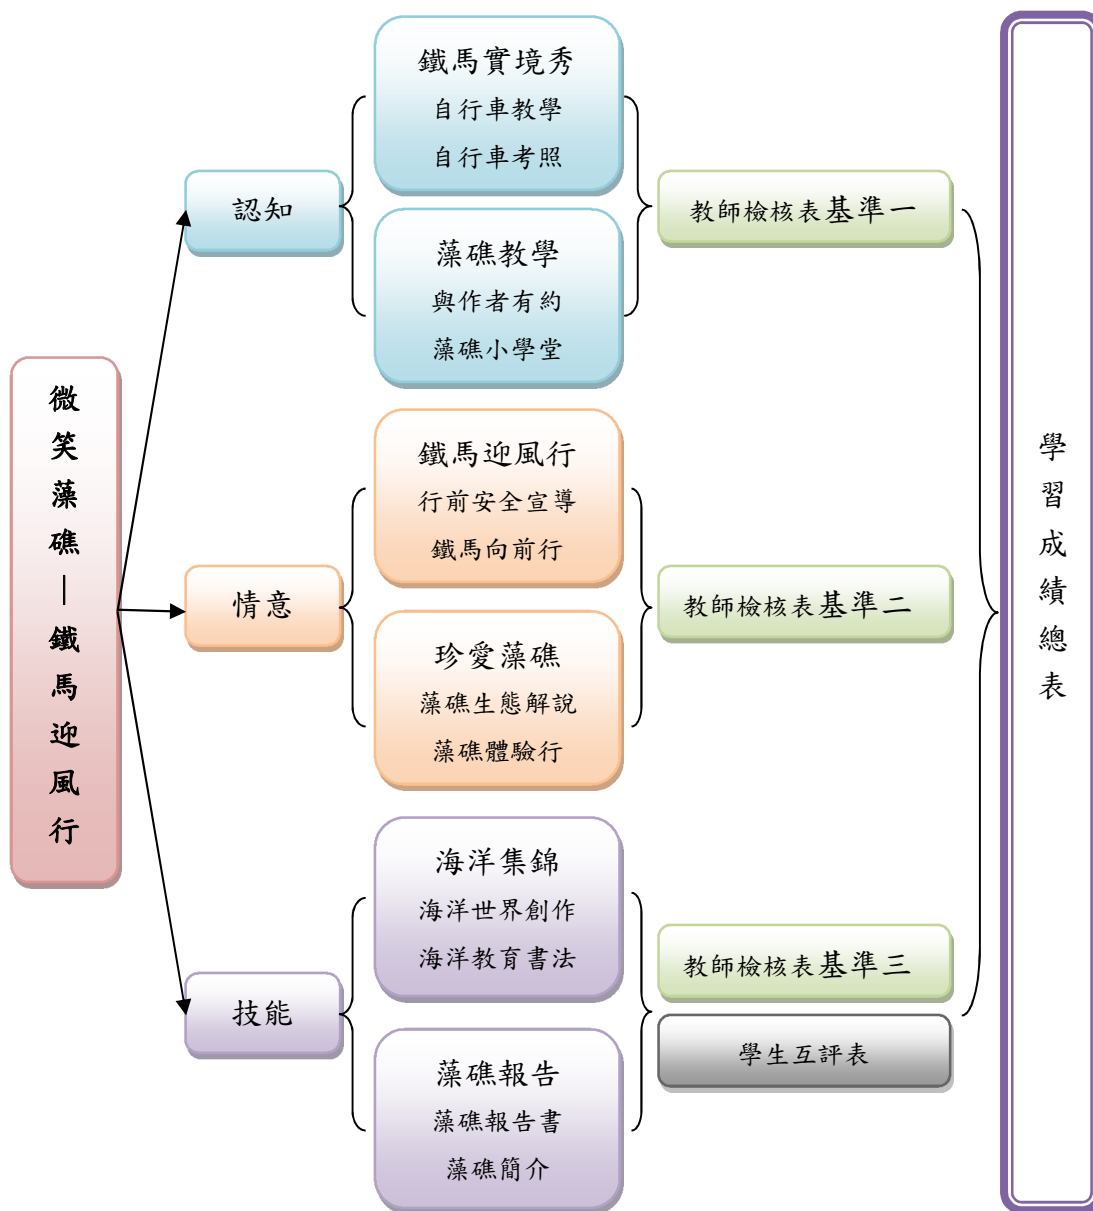 微笑藻礁｜鐵馬迎風行
認知
鐵馬實境秀
自行車教學
自行車考照
藻礁教學
與作者有約
藻礁小學堂
教師檢核表基準一
情意
鐵馬迎風行
行前安全宣導
鐵馬向前行
珍愛藻礁
藻礁生態解說
藻礁體驗行
教師檢核表基準二
技能
海洋集錦
海洋世界創作
海洋教育書法
藻礁報告
藻礁報告書
藻礁簡介
教師檢核表基準三
學生互評表
學習成績總表